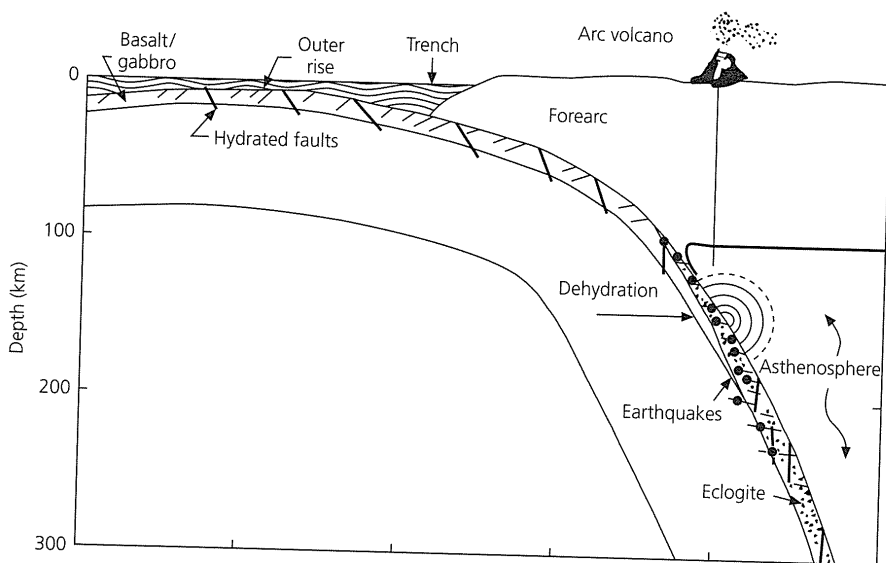 Basalt/
gabbro
Outer
rise
Trench
Arc volcano
0
Forearc
Hydrated faults
100
Dehydration
Depth (km)
Asthenosphere
200
Earthquakes
Eclogite
300